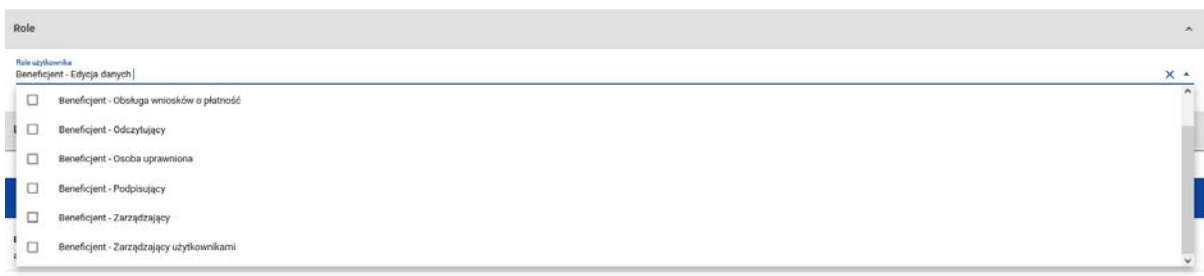 Role
Role użytkownika
Beneficjent - Edycja danych
Beneficjent - Obsługa wniosków o płatność
Beneficjent - Odczytujący
Beneficjent - Osoba uprawniona
Beneficjent - Podpisujący
Beneficjent - Zarządzający
Beneficjent - Zarządzający użytkownikami